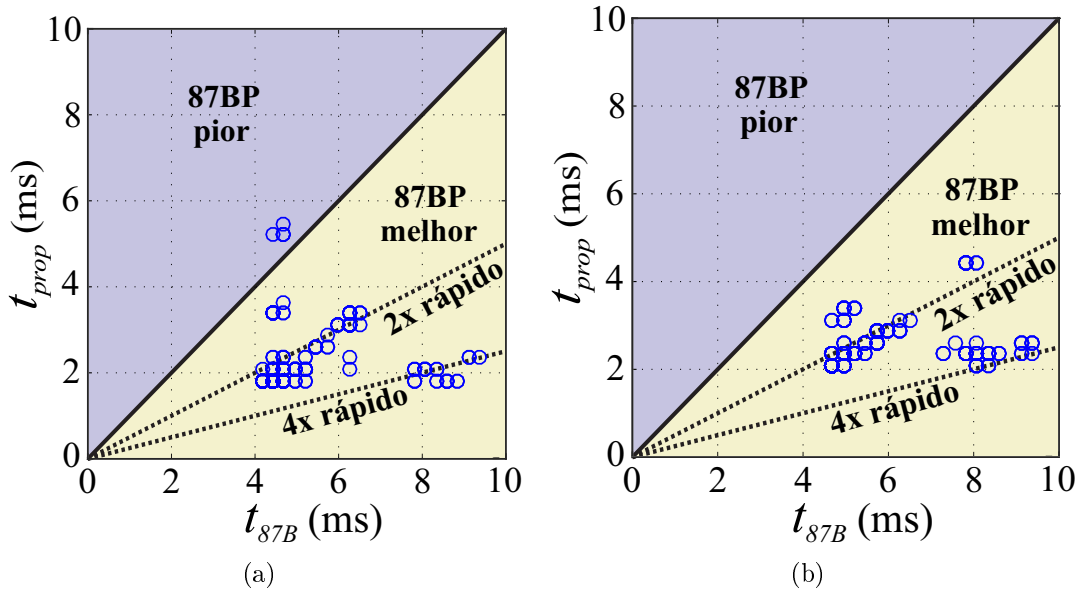 10
8
6
4
2
0
t_prop (ms)
87BP
pior
87BP
melhor
2x rápido
4x rápido
0
2
4
6
8
10
t_87B (ms)
(a)
10
8
6
4
2
0
t_prop (ms)
87BP
pior
87BP
melhor
2x rápido
4x rápido
0
2
4
6
8
10
t_87B (ms)
(b)